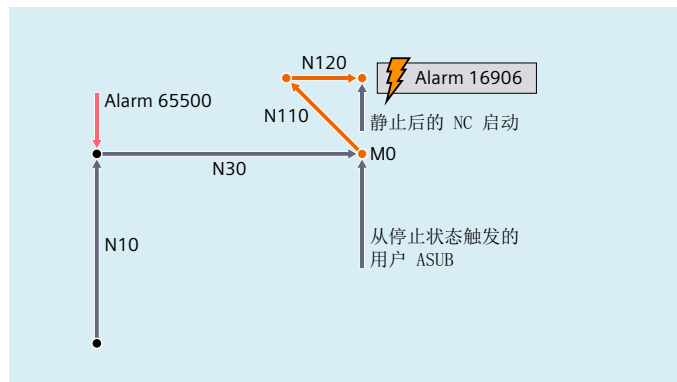 N120
Alarm 16906
Alarm 65500
N110
静止后的 NC 启动
M0
N30
N10
从停止状态触发的
用户 ASUB